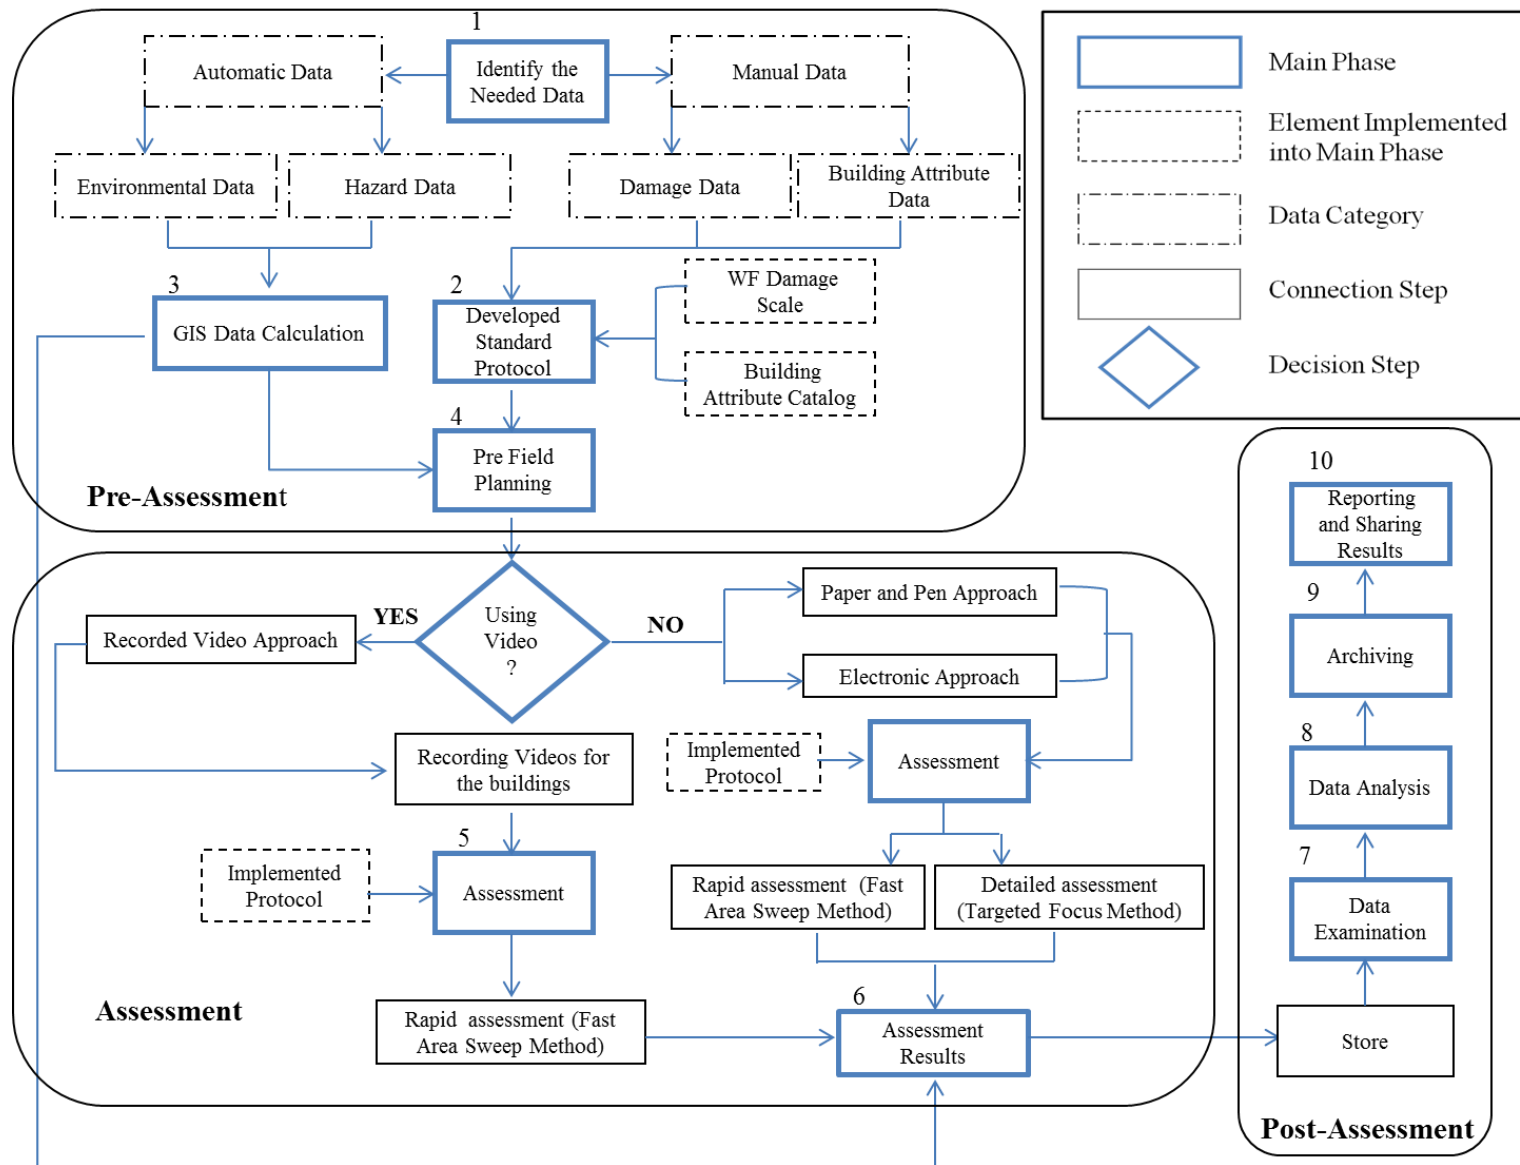 1
Identify the
Needed Data
Automatic Data
Manual Data
Environmental Data
Hazard Data
Damage Data
Building Attribute
Data
3
GIS Data Calculation
2
Developed
Standard
Protocol
WF Damage
Scale
Building
Attribute Catalog
4
Pre Field
Planning
Pre-Assessment
Main Phase
Element Implemented
into Main Phase
Data Category
Connection Step
Decision Step
Using
Video
?
YES
NO
Recorded Video Approach
Paper and Pen Approach
Electronic Approach
Recording Videos for
the buildings
Implemented
Protocol
Assessment
5
Implemented
Protocol
Assessment
Rapid assessment (Fast
Area Sweep Method)
Detailed assessment
(Targeted Focus Method)
Rapid assessment (Fast
Area Sweep Method)
6
Assessment
Results
Assessment
10
Reporting
and Sharing
Results
9
Archiving
8
Data Analysis
7
Data
Examination
Store
Post-Assessment